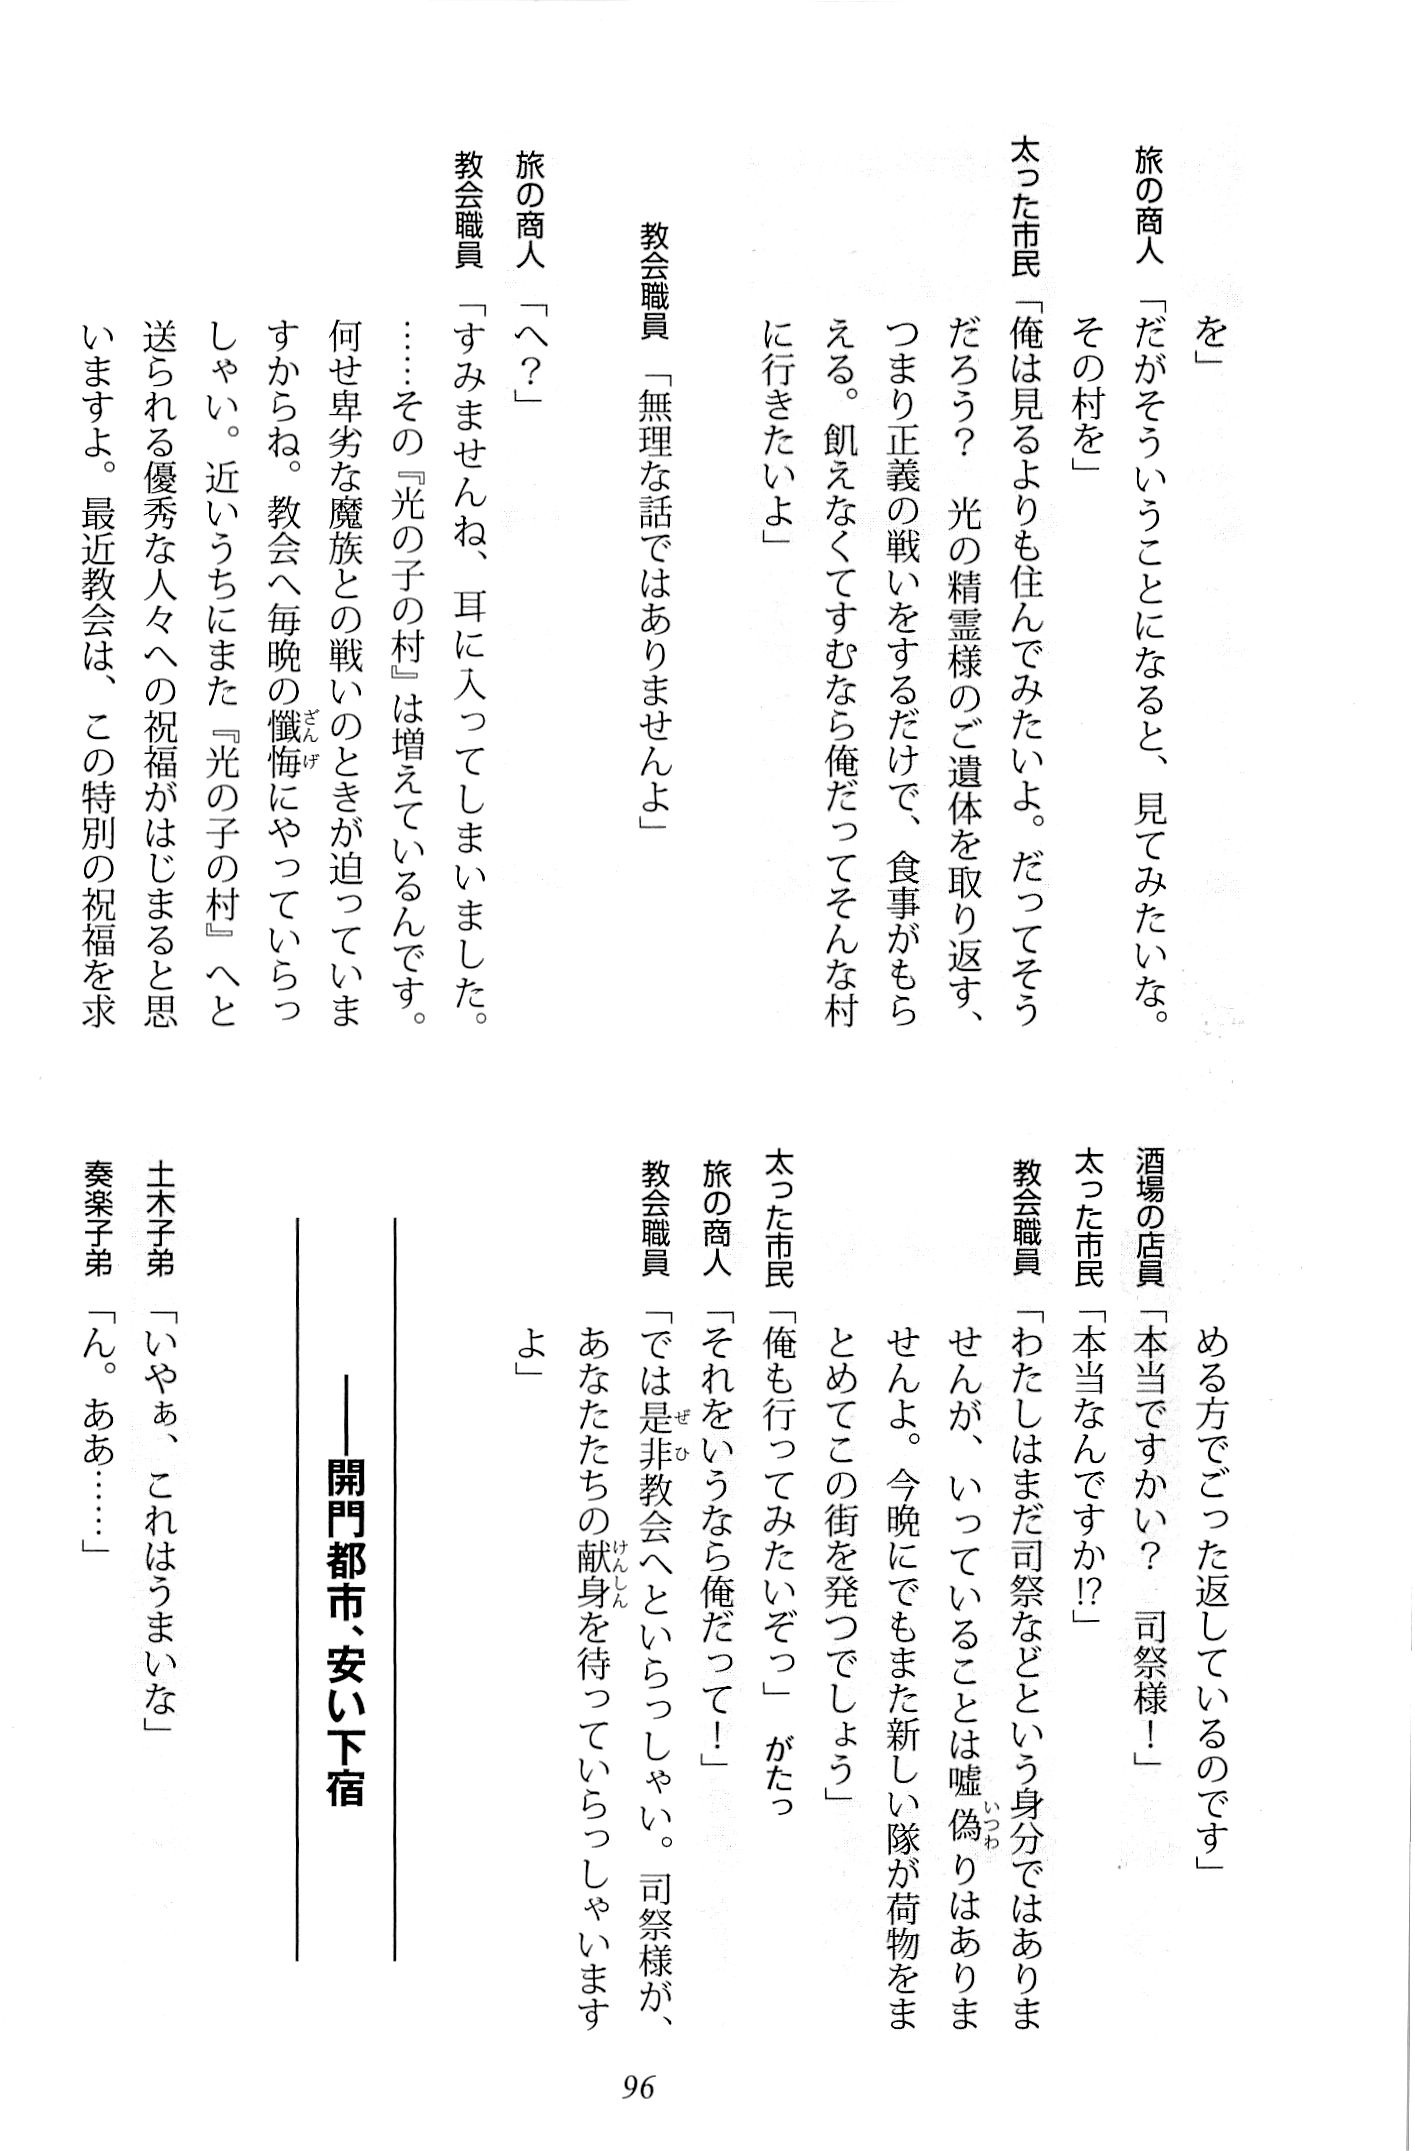 を」
旅の商人「だがそういうことになると、見てみたいな。
その村を」
太った市民「俺は見るよりも住んでみたいよ。だってそう
だろう？　光の精霊様のご遺体を取り返す、
つまり正義の戦いをするだけで、食事がもら
える。飢えなくてすむなら俺だってそんな村
に行きたいよ」
教会職員「無理な話ではありませんよ」
旅の商人「へ？」
教会職員「すみませんね、耳に入ってしまいました。
……その『光の子の村』は増えているんです。
何せ卑劣な魔族との戦いのときが迫っていま
すからね。教会へ毎晩の懺悔にやっていらっ
しゃい。近いうちにまた『光の子の村』へと
送られる優秀な人々への祝福がはじまると思
いますよ。最近教会は、この特別の祝福を求
める方でごった返しているのです」
酒場の店員「本当ですかい？　司祭様！」
太った市民「本当なんですか!?」
教会職員「わたしはまだ司祭などという身分ではありま
せんが、いっていることは嘘偽りはありま
せんよ。今晩にでもまた新しい隊が荷物をま
とめてこの街を発つでしょう」
太った市民「俺も行ってみたいぞっ」　がたっ
旅の商人「それをいうなら俺だって！」
教会職員「では是非教会へといらっしゃい。司祭様が、
あなたたちの献身を待っていらっしゃいます
よ」
――開門都市、安い下宿
土木子弟「いやぁ、これはうまいな」
奏楽子弟「ん。ああ……」
96